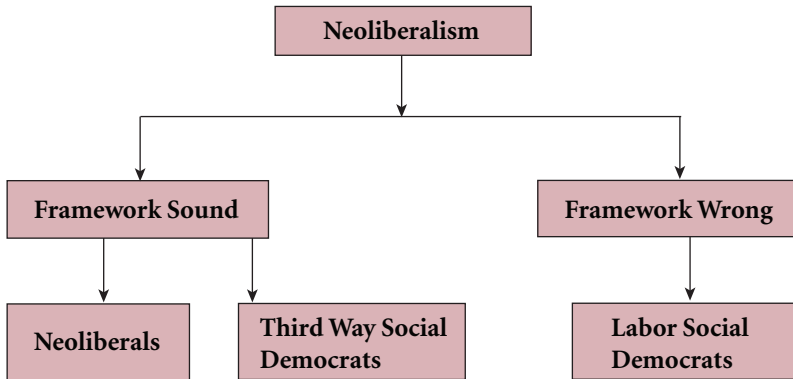 Neoliberalism
Framework Sound
Framework Wrong
Neoliberals
Third Way Social
Democrats
Labor Social
Democrats